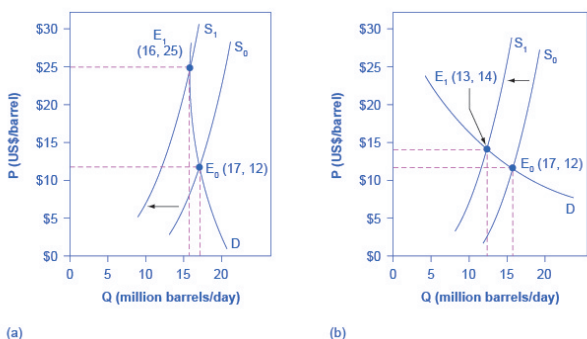 $30
$25
$20
$15
$10
$5
$0
P (US$/barrel)
E1
(16, 25)
S1
S0
E0 (17, 12)
D
0
5
10
15
20
Q (million barrels/day)
(a)
$30
$25
$20
$15
$10
$5
$0
P (US$/barrel)
E1 (13, 14)
S1
S0
E0 (17, 12)
D
0
5
10
15
20
Q (million barrels/day)
(b)